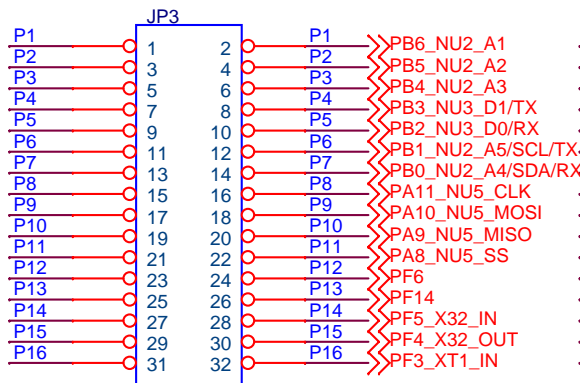 JP3
P1 1 2 P1 PB6_NU2_A1
P2 3 4 P2 PB5_NU2_A2
P3 5 6 P3 PB4_NU2_A3
P4 7 8 P4 PB3_NU3_D1/TX
P5 9 10 P5 PB2_NU3_D0/RX
P6 11 12 P6 PB1_NU2_A5/SCL/TX
P7 13 14 P7 PB0_NU2_A4/SDA/RX
P8 15 16 P8 PA11_NU5_CLK
P9 17 18 P9 PA10_NU5_MOSI
P10 19 20 P10 PA9_NU5_MISO
P11 21 22 P11 PA8_NU5_SS
P12 23 24 P12 PF6
P13 25 26 P13 PF14
P14 27 28 P14 PF5_X32_IN
P15 29 30 P15 PF4_X32_OUT
P16 31 32 P16 PF3_XT1_IN